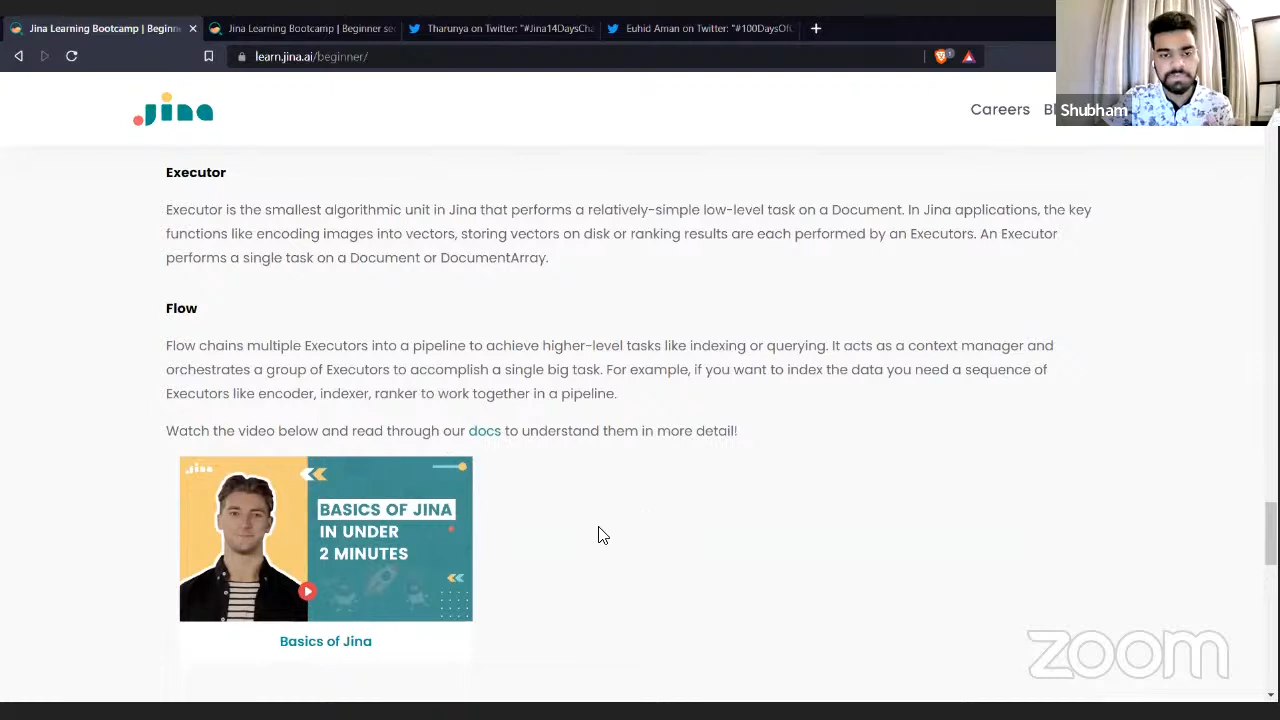 Jina Learning Bootcamp | Beginn
Jina Learning Bootcamp | Beginner se
Tharunya on Twitter: "#Jina14DaysCha
Euhid Aman on Twitter: "#100DaysOf
learn.jina.ai/beginner/
Jina
Careers
Shubham
Executor
Executor is the smallest algorithmic unit in Jina that performs a relatively-simple low-level task on a Document. In Jina applications, the key
functions like encoding images into vectors, storing vectors on disk or ranking results are each performed by an Executors. An Executor
performs a single task on a Document or DocumentArray.
Flow
Flow chains multiple Executors into a pipeline to achieve higher-level tasks like indexing or querying. It acts as a context manager and
orchestrates a group of Executors to accomplish a single big task. For example, if you want to index the data you need a sequence of
Executors like encoder, indexer, ranker to work together in a pipeline.
Watch the video below and read through our docs to understand them in more detail!
Jina
BASICS OF JINA
IN UNDER
2 MINUTES
Basics of Jina
zoom